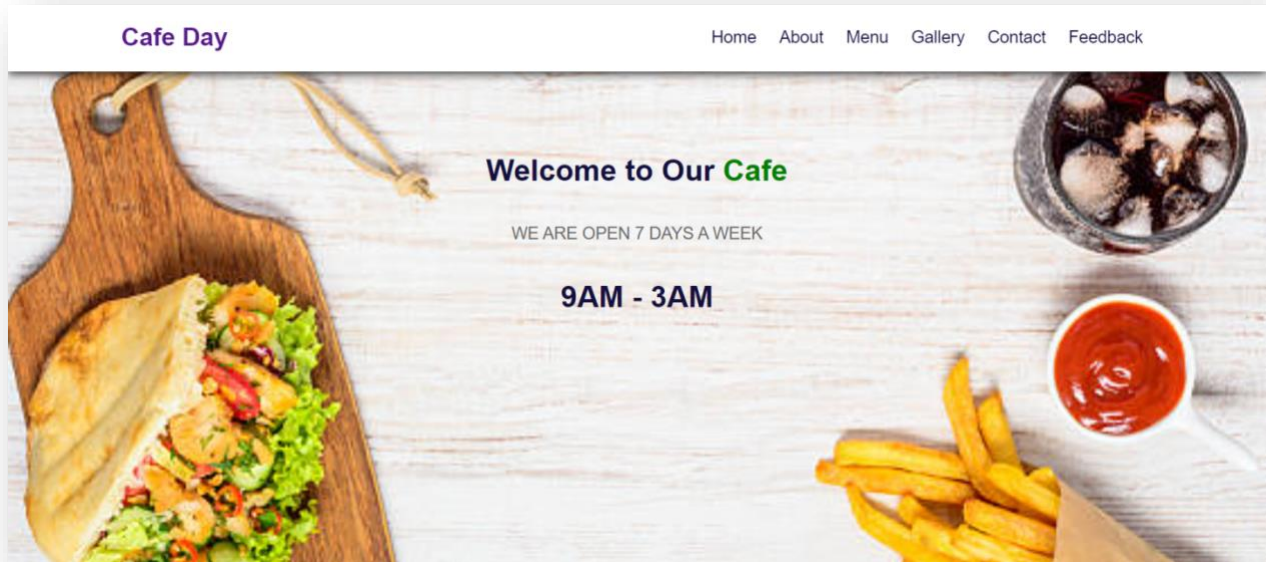 Cafe Day
Home About Menu Gallery Contact Feedback
Welcome to Our Cafe
WE ARE OPEN 7 DAYS A WEEK
9AM - 3AM